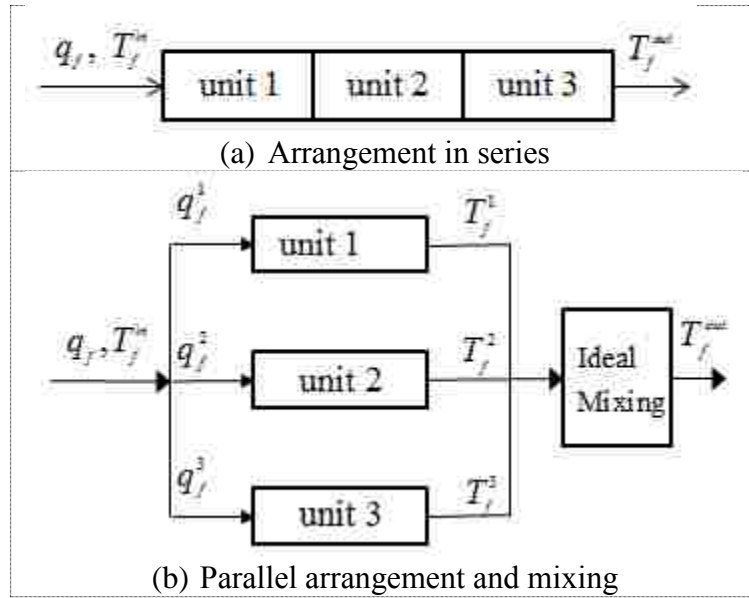 q_f, T_f^in
unit 1
unit 2
unit 3
T_f^out
(a) Arrangement in series
q_f^1
unit 1
T_f^1
q_f, T_f^in
q_f^2
unit 2
T_f^2
Ideal
Mixing
T_f^out
q_f^3
unit 3
T_f^3
(b) Parallel arrangement and mixing